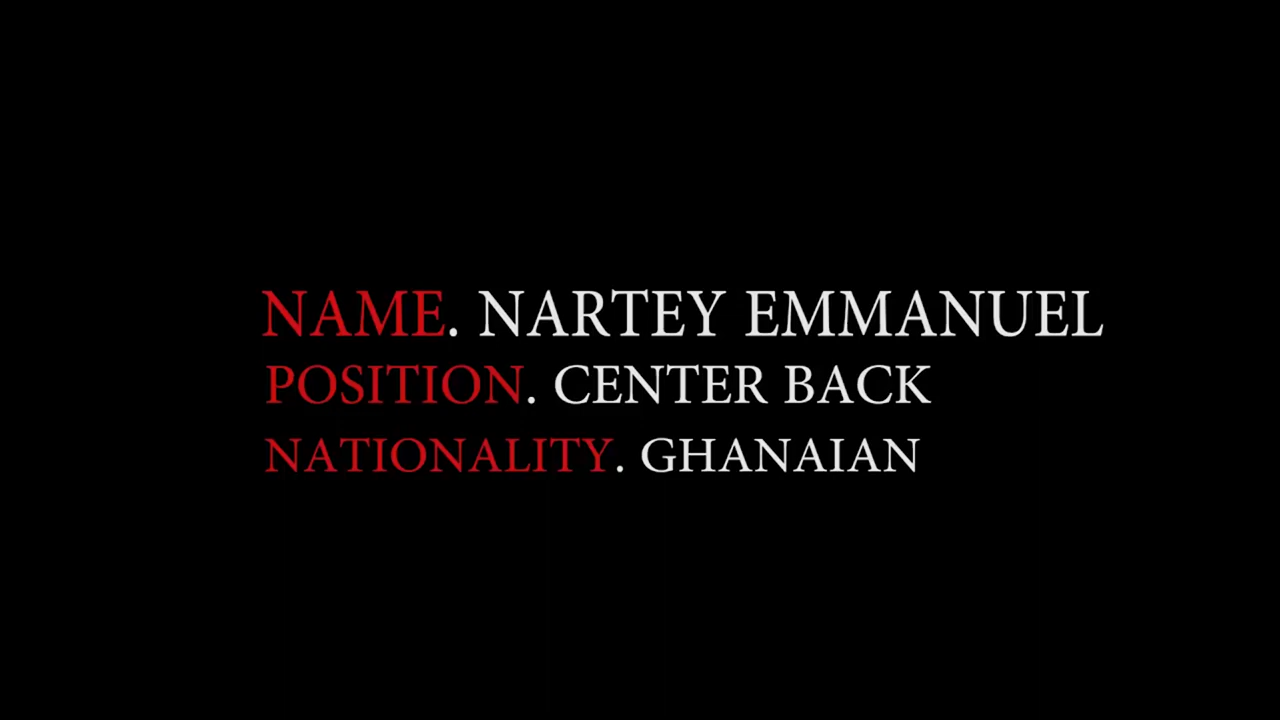 NAME. NARTEY EMMANUEL
POSITION. CENTER BACK
NATIONALITY. GHANAIAN